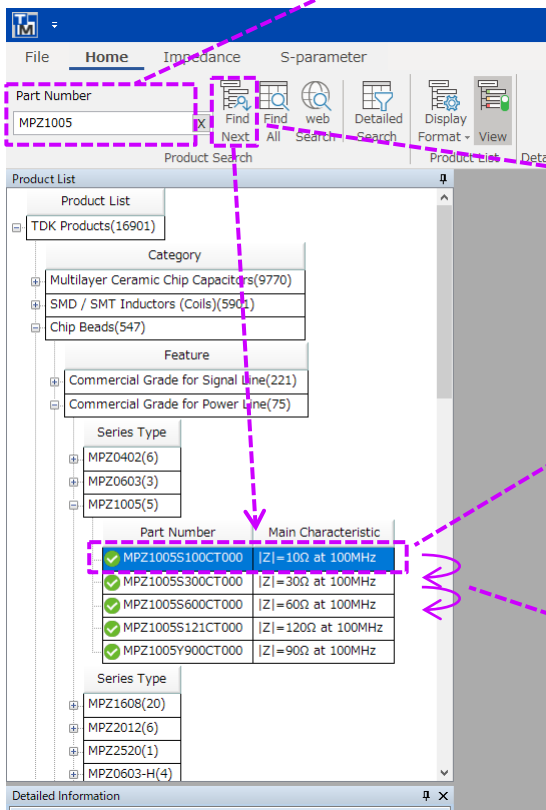 TM
File Home Impedance S-parameter
Part Number
MPZ1005 X
Find Next
Find All
web Search
Detailed Search
Display Format
View
Product Search
Product List
Deta
Product List
Product List
TDK Products(16901)
Category
Multilayer Ceramic Chip Capacitors(9770)
SMD / SMT Inductors (Coils)(5901)
Chip Beads(547)
Feature
Commercial Grade for Signal Line(221)
Commercial Grade for Power Line(75)
Series Type
MPZ0402(6)
MPZ0603(3)
MPZ1005(5)
Part Number Main Characteristic
MPZ1005S100CT000 |Z|=10Ω at 100MHz
MPZ1005S300CT000 |Z|=30Ω at 100MHz
MPZ1005S600CT000 |Z|=60Ω at 100MHz
MPZ1005S121CT000 |Z|=120Ω at 100MHz
MPZ1005Y900CT000 |Z|=90Ω at 100MHz
Series Type
MPZ1608(20)
MPZ2012(6)
MPZ2520(1)
MPZ0603-H(4)
Detailed Information